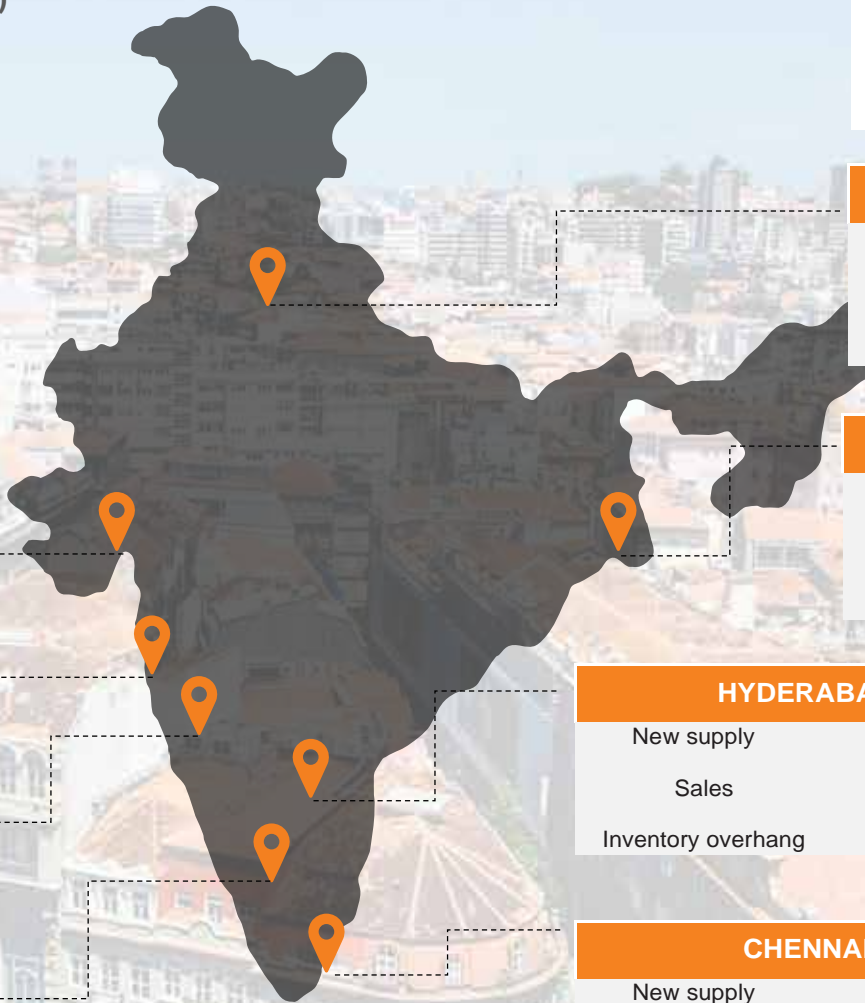 )
HYDERABA
New supply
Sales
Inventory overhang
CHENNAI
New supply